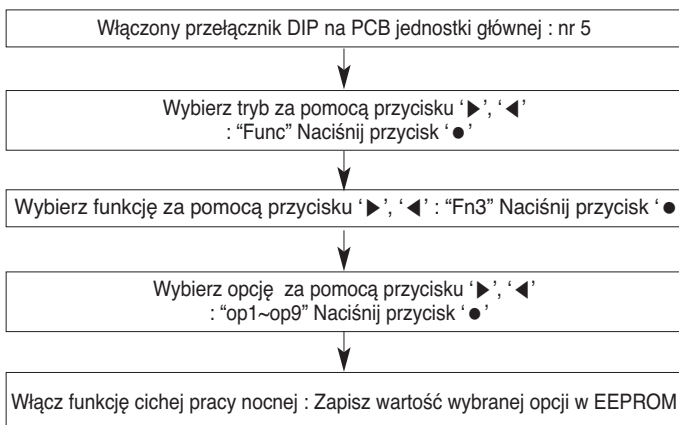 Włączony przełącznik DIP na PCB jednostki głównej : nr 5
Wybierz tryb za pomocą przycisku ‘▶’, ‘◀’
: “Func” Naciśnij przycisk ‘●’
Wybierz funkcję za pomocą przycisku ‘▶’, ‘◀’ : “Fn3” Naciśnij przycisk ‘●
Wybierz opcję za pomocą przycisku ‘▶’, ‘◀’
: “op1~op9” Naciśnij przycisk ‘●’
Włącz funkcję cichej pracy nocnej : Zapisz wartość wybranej opcji w EEPROM